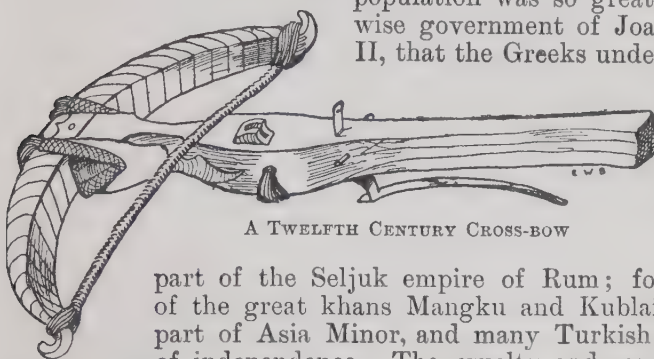 population was so great
wise government of Joa
II, that the Greeks unde
E W B
A TWELFTH CENTURY CROSS-BOW
part of the Seljuk empire of Rum; fo
of the great khans Mangku and Kublai
part of Asia Minor, and many Turkish
of independence. The